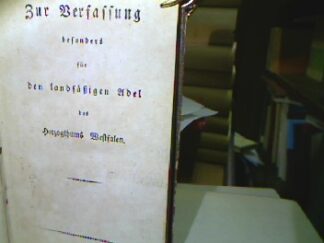 Zur Verfassung
besonders
für
den landsäßigen Adel
des
Herzogthums Westfalen.